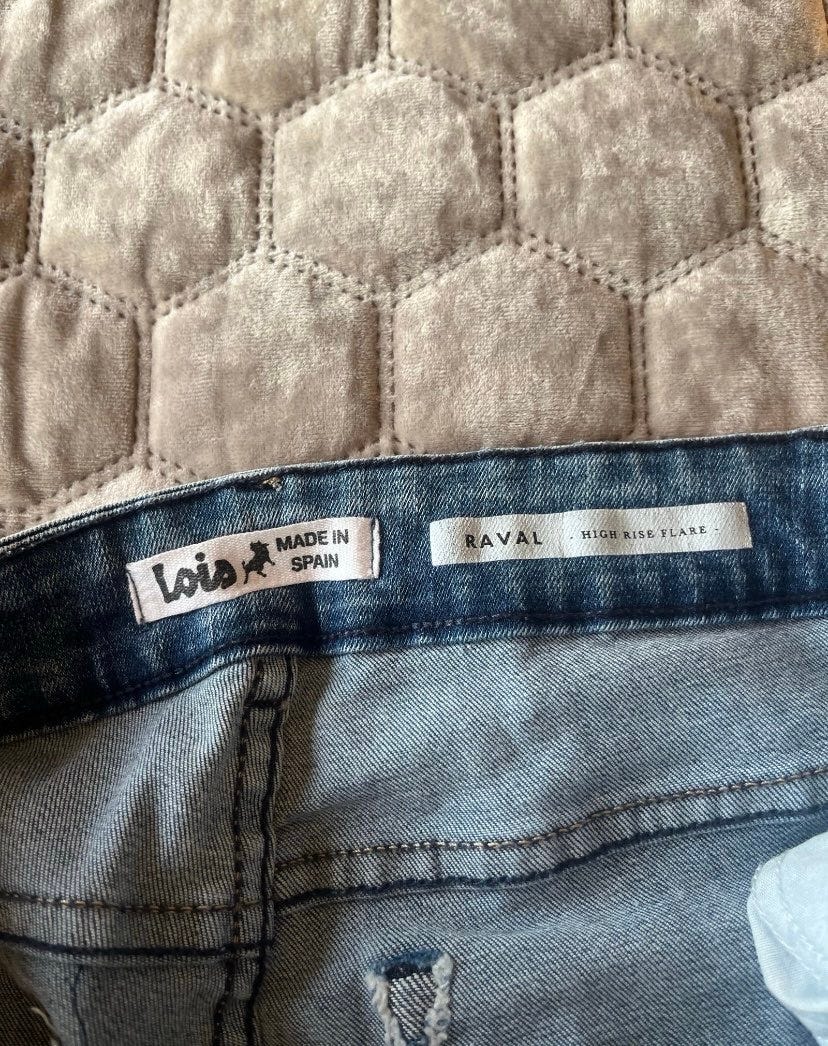 Lois MADE IN
SPAIN
RAVAL - HIGH RISE FLARE -